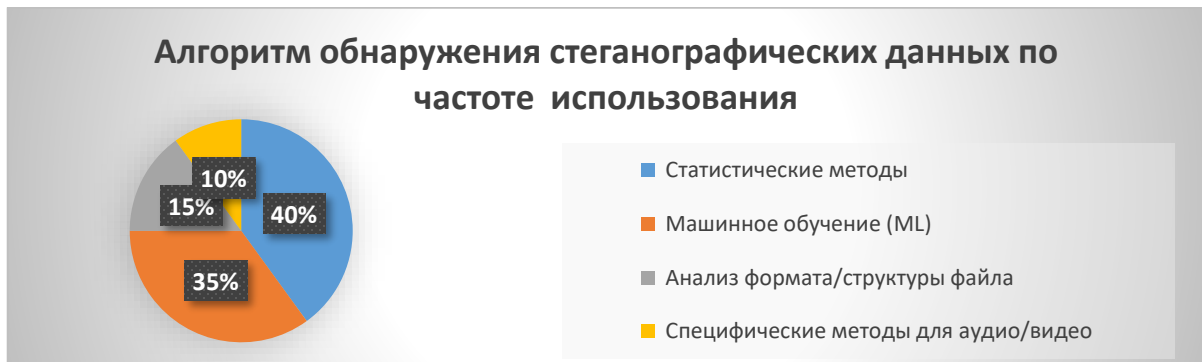 Алгоритм обнаружения стеганографических данных по
частоте использования
10%
15%
40%
35%
Статистические методы
Машинное обучение (ML)
Анализ формата/структуры файла
Специфические методы для аудио/видео